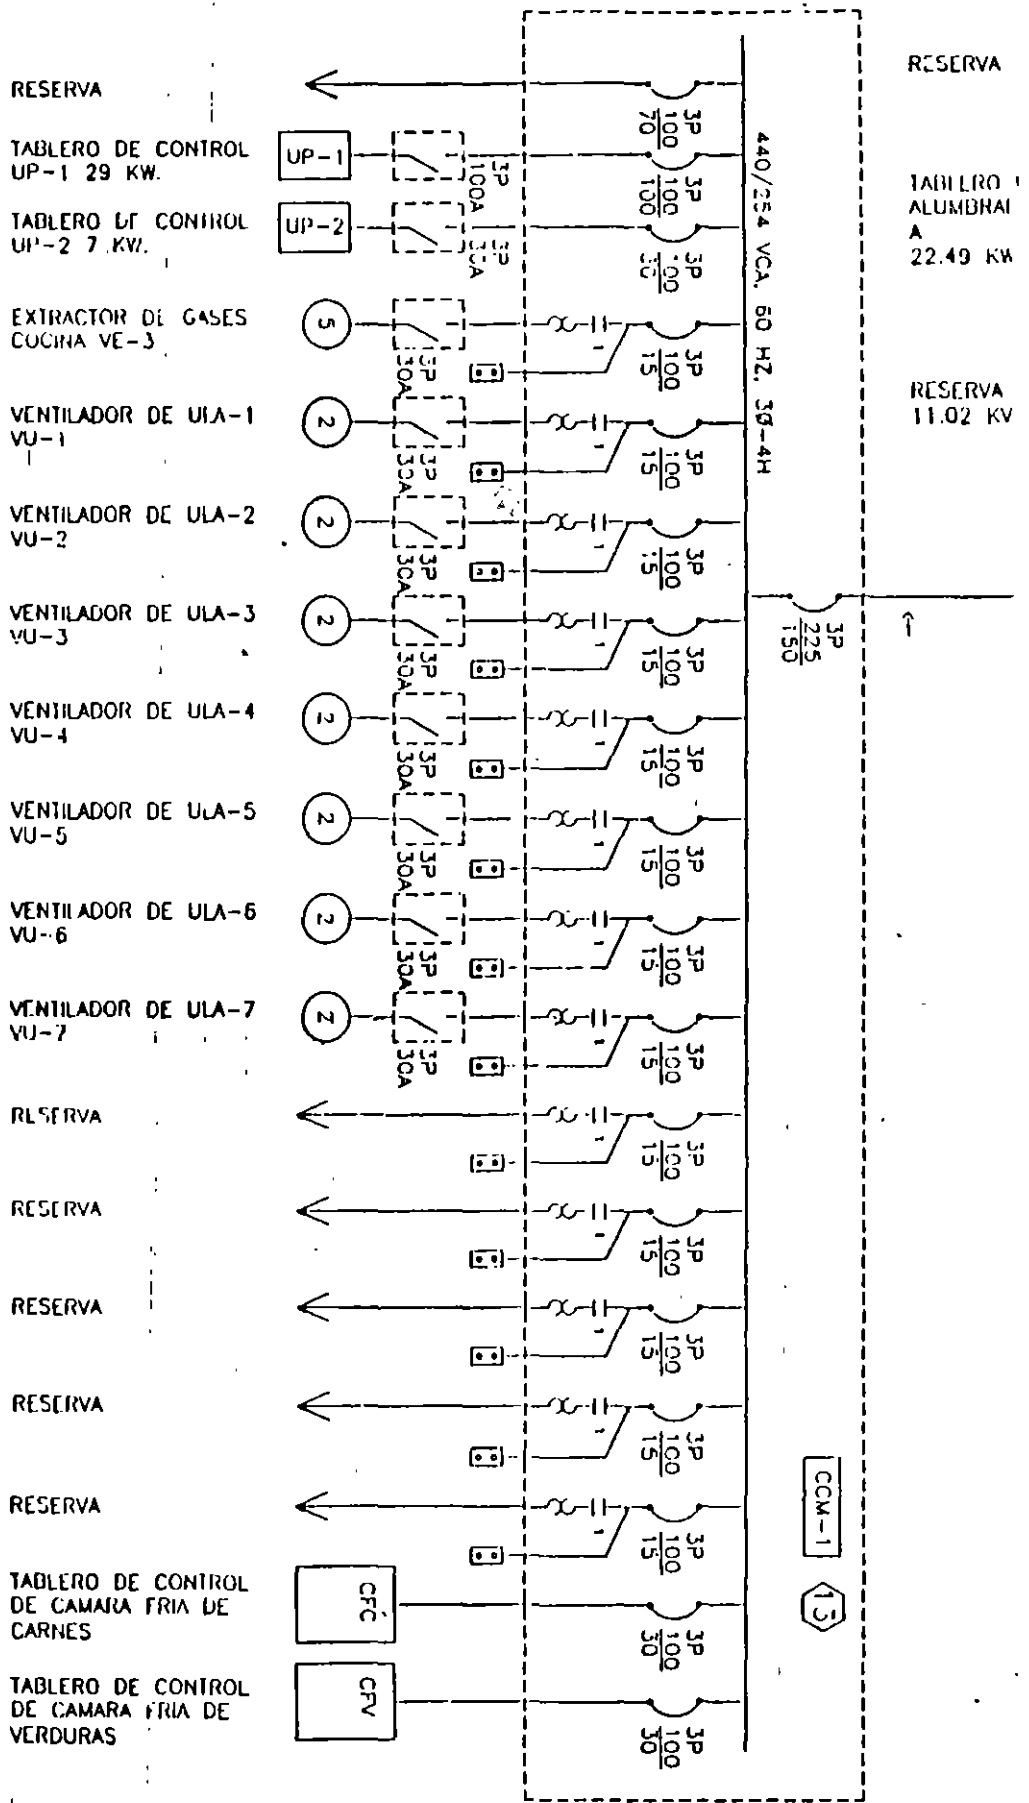 RESERVA
3P
100
70
TABLERO DE CONTROL
UP-1 29 KW.
UP-1
3P
100A
3P
100
100
TABLERO DE CONTROL
UP-2 7 KW.
UP-2
3P
30A
3P
100
30
EXTRACTOR DE GASES
COCINA VE-3
5
3P
30A
3P
100
15
VENTILADOR DE ULA-1
VU-1
2
3P
30A
3P
100
15
VENTILADOR DE ULA-2
VU-2
2
3P
30A
3P
100
15
VENTILADOR DE ULA-3
VU-3
2
3P
30A
3P
100
15
VENTILADOR DE ULA-4
VU-4
2
3P
30A
3P
100
15
VENTILADOR DE ULA-5
VU-5
2
3P
30A
3P
100
15
VENTILADOR DE ULA-6
VU-6
2
3P
30A
3P
100
15
VENTILADOR DE ULA-7
VU-7
2
3P
30A
3P
100
15
RESERVA
3P
100
15
RESERVA
3P
100
15
RESERVA
3P
100
15
RESERVA
3P
100
15
RESERVA
3P
100
15
TABLERO DE CONTROL
DE CAMARA FRIA DE
CARNES
CFC
3P
100
30
TABLERO DE CONTROL
DE CAMARA FRIA DE
VERDURAS
CFV
3P
100
30
440/254 VCA, 60 HZ, 3Ø-4H
3P
225
150
CCM-1
13
RESERVA
TABLERO
ALUMBRA
A
22.49 KW
RESERVA
11.02 KV